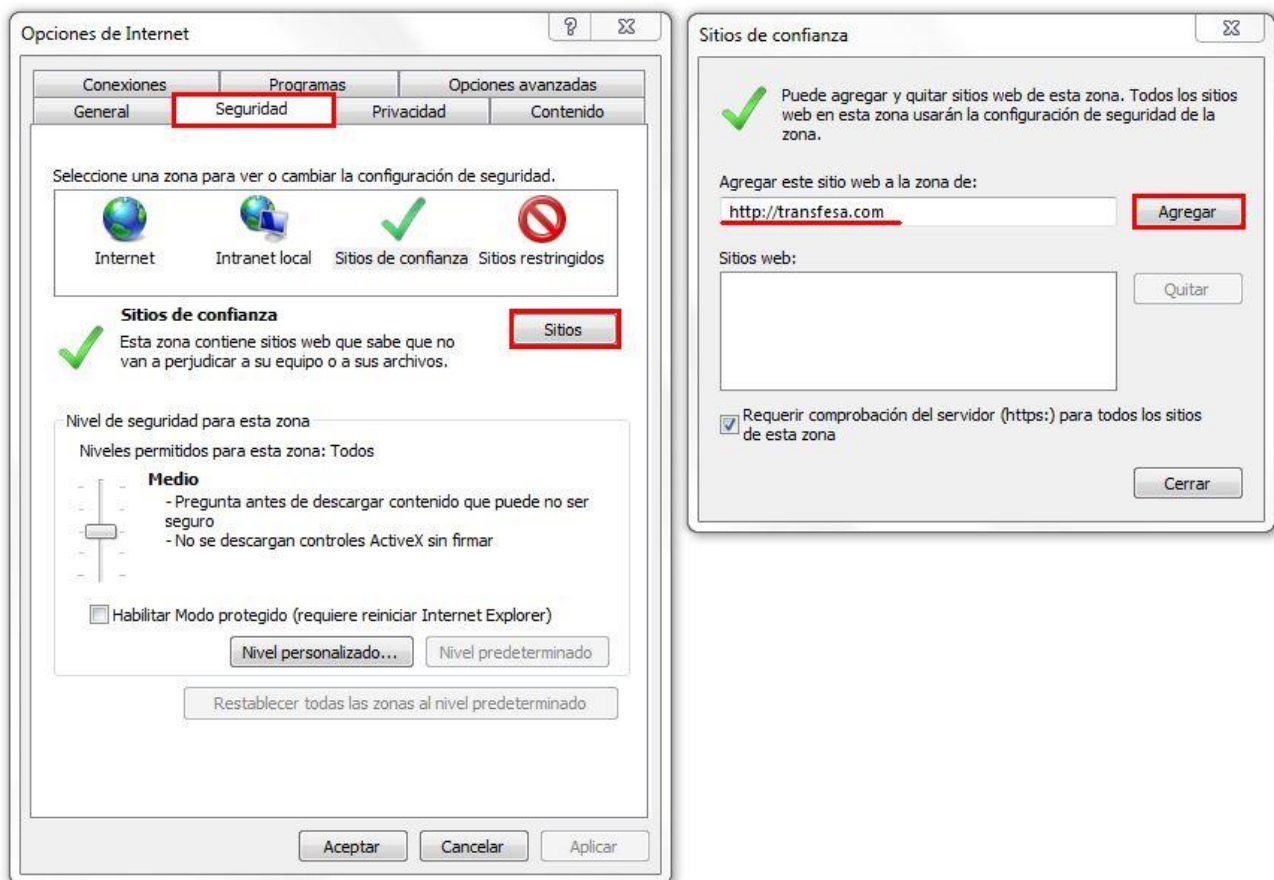 Opciones de Internet
Conexiones
Programas
Opciones avanzadas
General
Seguridad
Privacidad
Contenido
Seleccione una zona para ver o cambiar la configuración de seguridad.
Internet
Intranet local
Sitios de confianza
Sitios restringidos
Sitios de confianza
Esta zona contiene sitios web que sabe que no
van a perjudicar a su equipo o a sus archivos.
Sitios
Nivel de seguridad para esta zona
Niveles permitidos para esta zona: Todos
Medio
- Pregunta antes de descargar contenido que puede no ser
seguro
- No se descargan controles ActiveX sin firmar
Habilitar Modo protegido (requiere reiniciar Internet Explorer)
Nivel personalizado...
Nivel predeterminado
Restablecer todas las zonas al nivel predeterminado
Aceptar
Cancelar
Aplicar
Sitios de confianza
Puede agregar y quitar sitios web de esta zona. Todos los sitios
web en esta zona usarán la configuración de seguridad de la
zona.
Agregar este sitio web a la zona de:
http://transfesa.com
Agregar
Sitios web:
Quitar
Requerir comprobación del servidor (https:) para todos los sitios
de esta zona
Cerrar